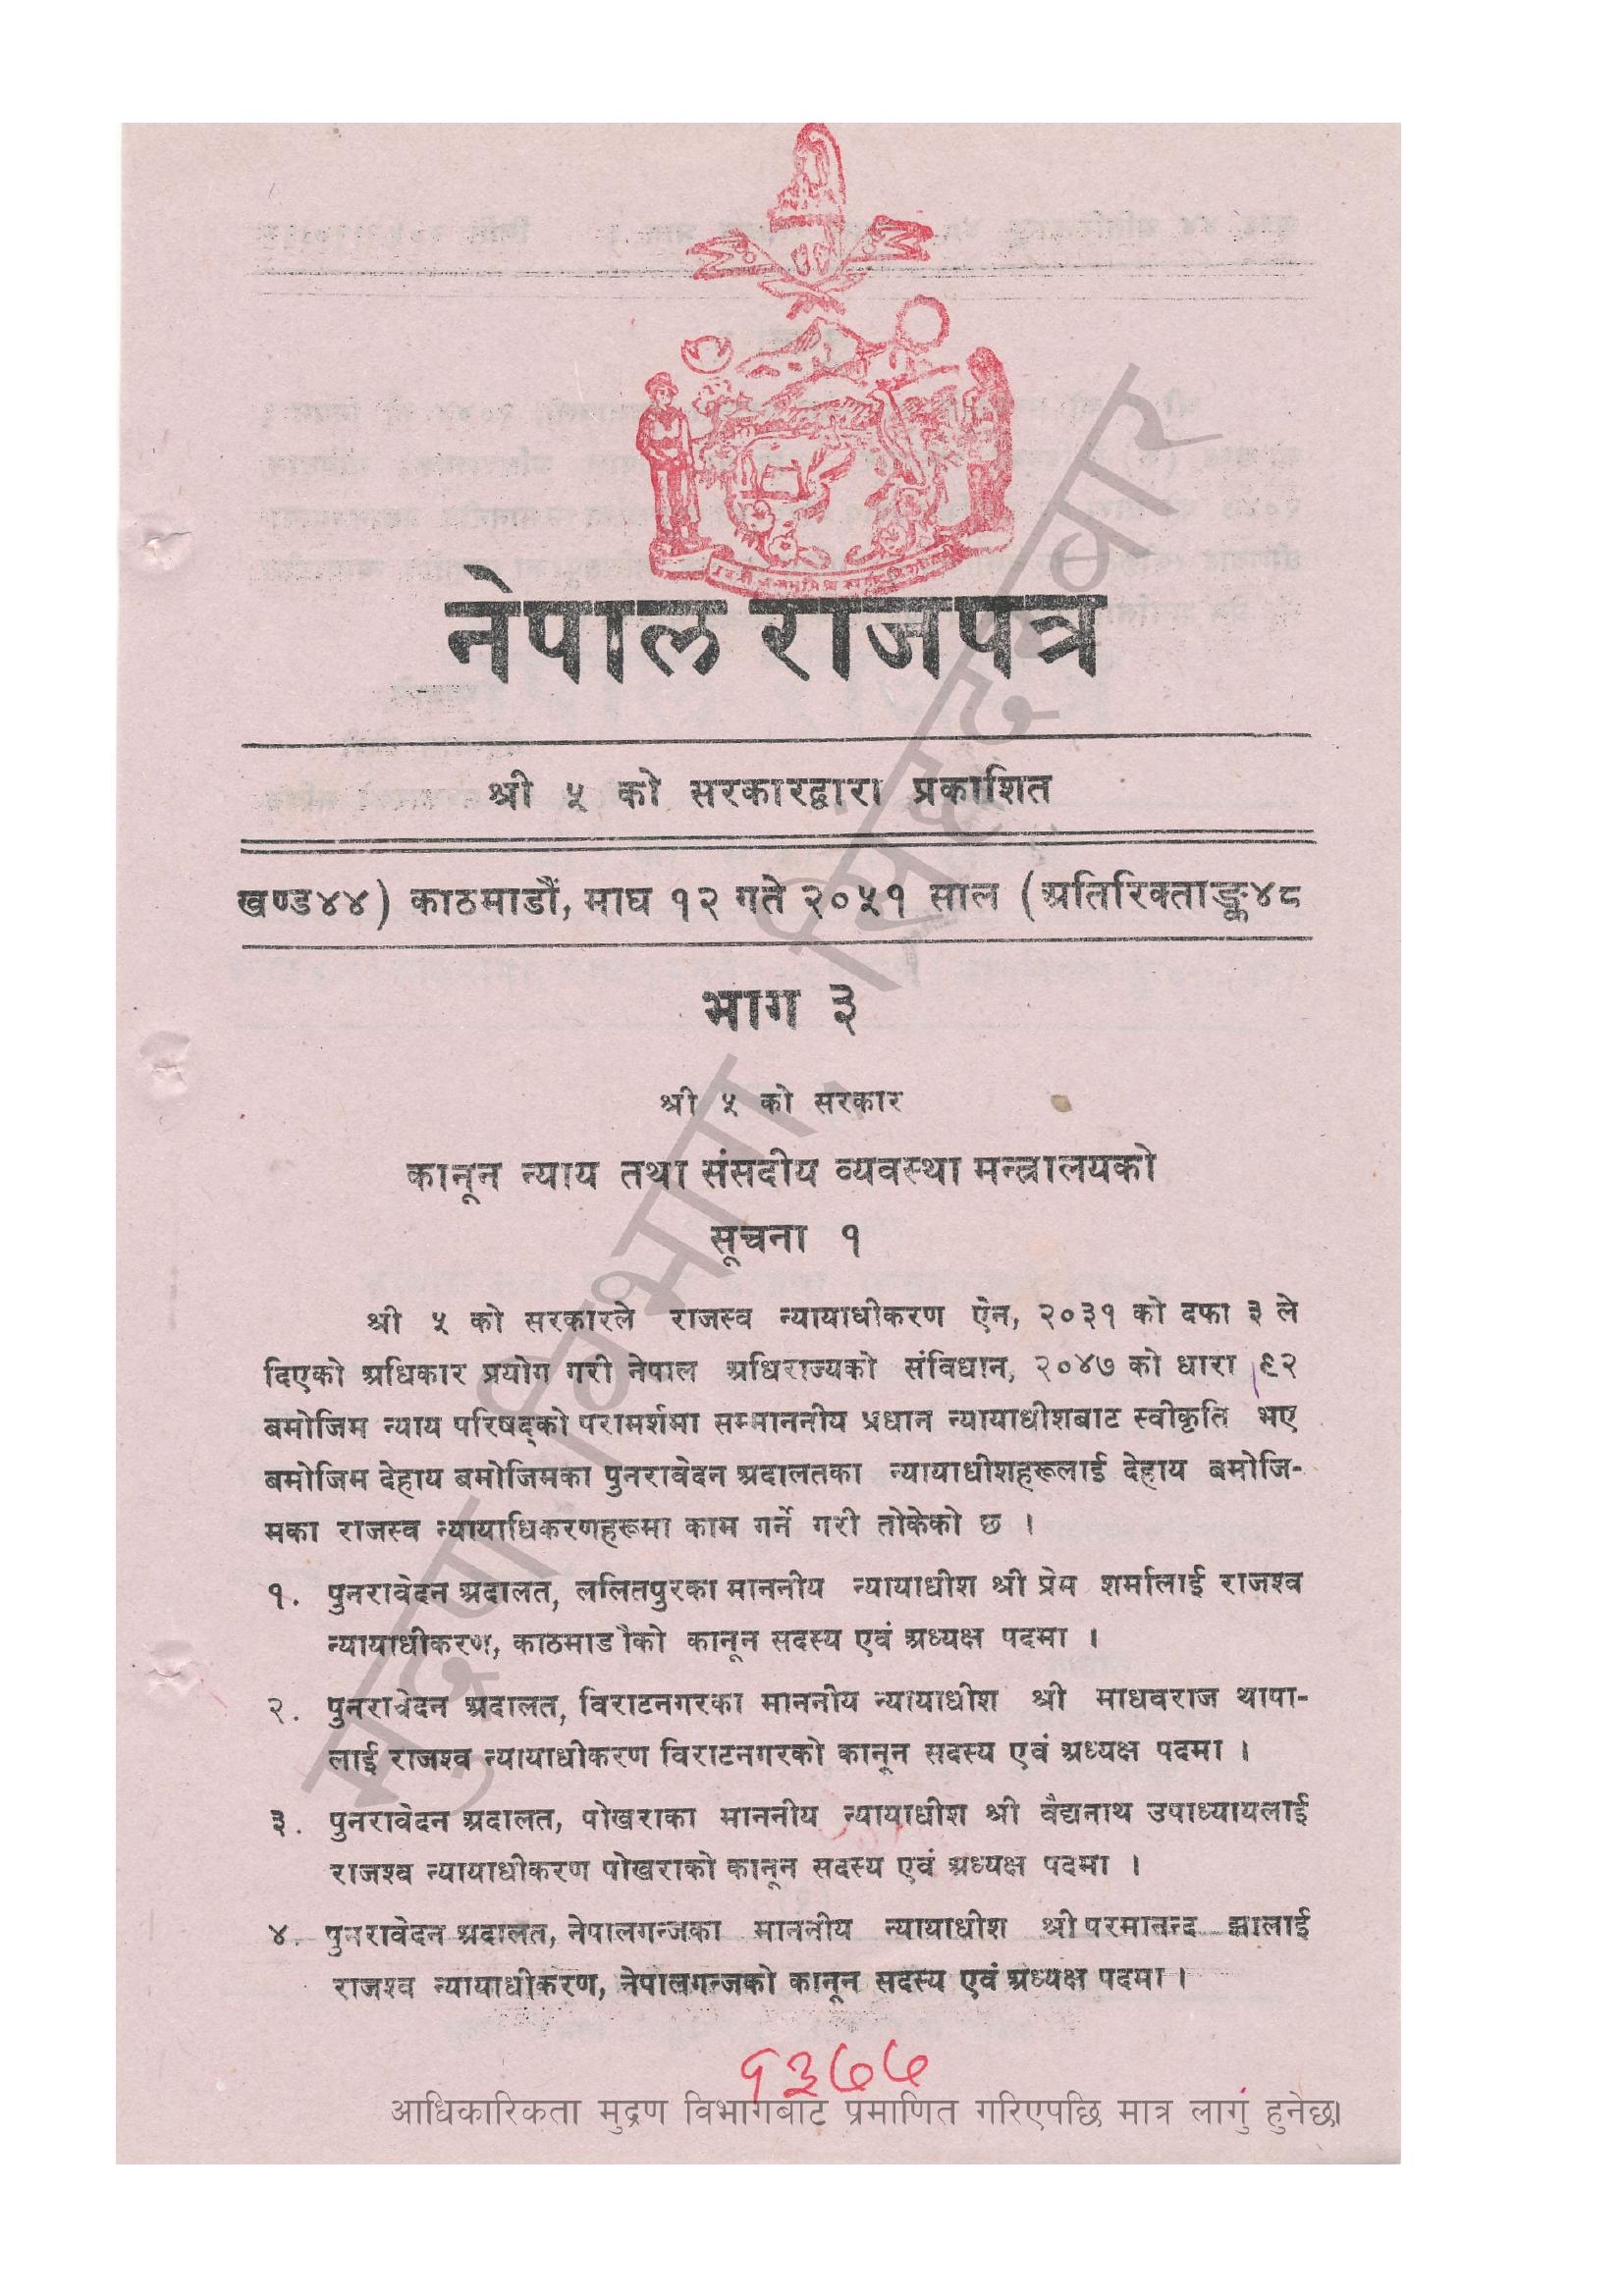 नेपाल राजपत्र
श्री ५ को सरकारद्वारा प्रकाशित
खण्ड४४) काठमाडौं, माघ १२ गते २०५१ साल (अतिरिक्ताङ्क४८
भाग ३
श्री ५ को सरकार
कानून न्याय तथा संसदीय व्यवस्था मन्त्रालयको
सूचना १
श्री ५ को सरकारले राजस्व न्यायाधीकरण ऐन, २०३१ को दफा ३ ले
दिएको अधिकार प्रयोग गरी नेपाल अधिराज्यको संविधान, २०४७ को धारा ९२
बमोजिम न्याय परिषद्को परामर्शमा सम्माननीय प्रधान न्यायाधीशबाट स्वीकृति भए
बमोजिम देहाय बमोजिमका पुनरावेदन अदालतका न्यायाधीशहरूलाई देहाय बमोजि-
मका राजस्व न्यायाधिकरणहरूमा काम गर्ने गरी तोकेको छ ।
१. पुनरावेदन अदालत, ललितपुरका माननीय न्यायाधीश श्री प्रेम शर्मालाई राजश्व
न्यायाधीकरण, काठमाडौको कानून सदस्य एवं अध्यक्ष पदमा ।
२. पुनरावेदन अदालत, विराटनगरका माननीय न्यायाधीश श्री माधवराज थापा-
लाई राजश्व न्यायाधीकरण विराटनगरको कानून सदस्य एवं अध्यक्ष पदमा ।
३. पुनरावेदन अदालत, पोखराका माननीय न्यायाधीश श्री वैद्यनाथ उपाध्यायलाई
राजश्व न्यायाधीकरण पोखराको कानून सदस्य एवं अध्यक्ष पदमा ।
४. पुनरावेदन अदालत, नेपालगन्जका माननीय न्यायाधीश श्री परमानन्द झालाई
राजश्व न्यायाधीकरण, नेपालगन्जको कानून सदस्य एवं अध्यक्ष पदमा ।
१३७७
आधिकारिकता मुद्रण विभागबाट प्रमाणित गरिएपछि मात्र लागुं हुनेछ।
मुद्रण विभाग, सिंहदरवार